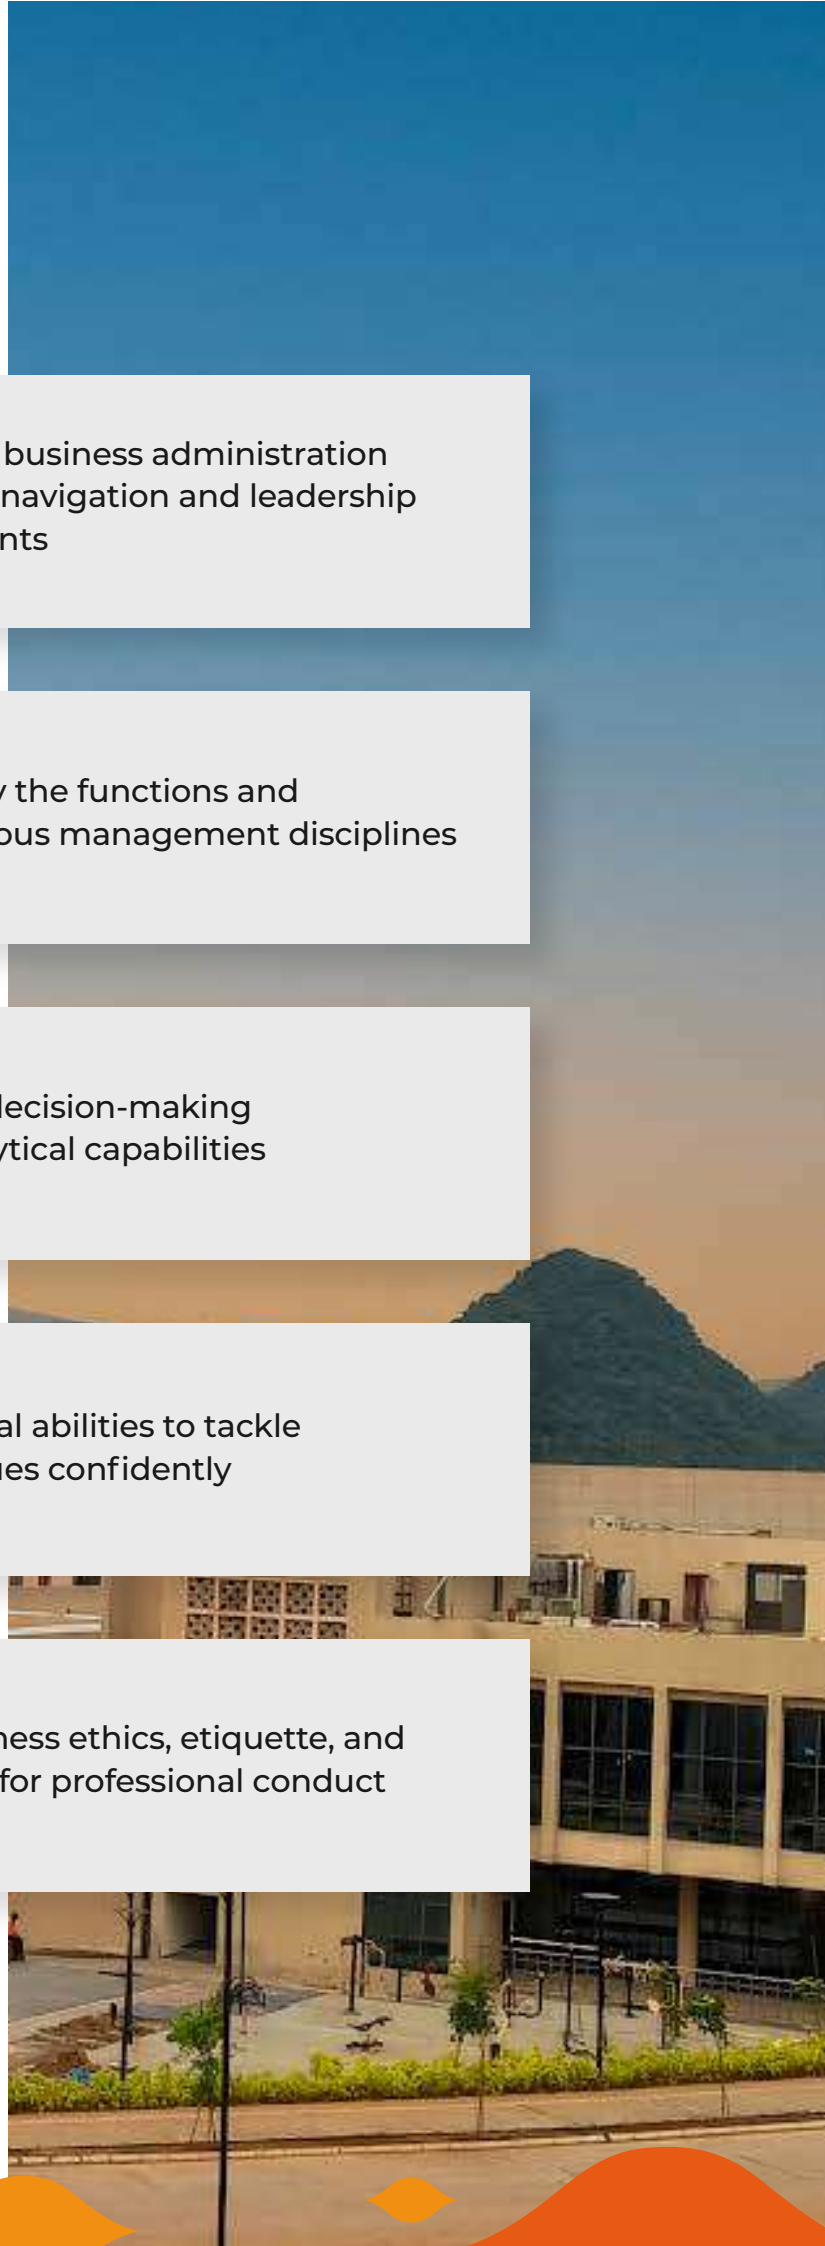 business administration
navigation and leadership
nts
the functions and
ous management disciplines
decision-making
tical capabilities
al abilities to tackle
es confidently
ness ethics, etiquette, and
for professional conduct